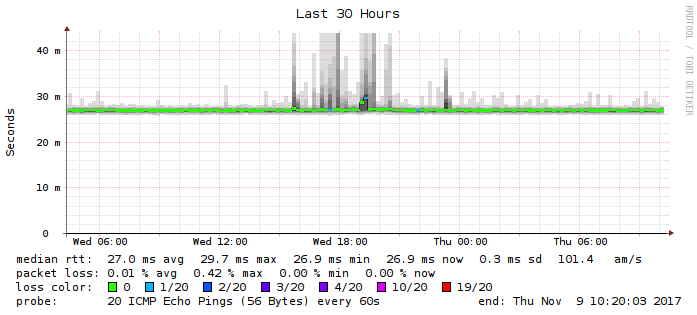 Last 30 Hours
RRDTOOL / TOBI OETIKER
Seconds
40 m
30 m
20 m
10 m
0
Wed 06:00 Wed 12:00 Wed 18:00 Thu 00:00 Thu 06:00
median rtt: 27.0 ms avg 29.7 ms max 26.9 ms min 26.9 ms now 0.3 ms sd 101.4 am/s
packet loss: 0.01 % avg 0.42 % max 0.00 % min 0.00 % now
loss color: 0 1/20 2/20 3/20 4/20 10/20 19/20
probe: 20 ICMP Echo Pings (56 Bytes) every 60s end: Thu Nov 9 10:20:03 2017